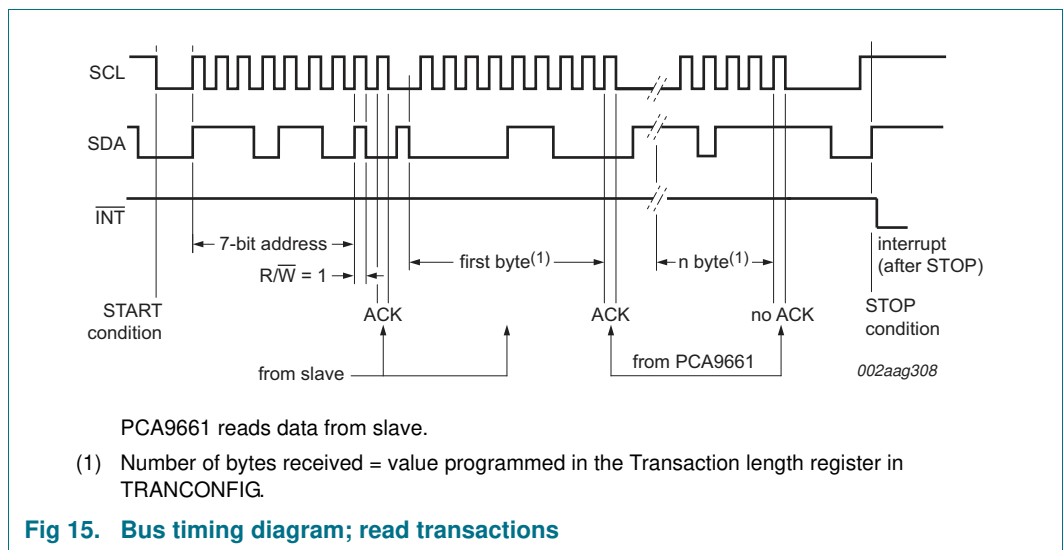 SCL
SDA
INT
7-bit address
R/W = 1
first byte(1)
n byte(1)
interrupt
(after STOP)
START
condition
ACK
ACK
no ACK
STOP
condition
from slave
from PCA9661
002aag308
PCA9661 reads data from slave.
(1) Number of bytes received = value programmed in the Transaction length register in
TRANCONFIG.
Fig 15. Bus timing diagram; read transactions